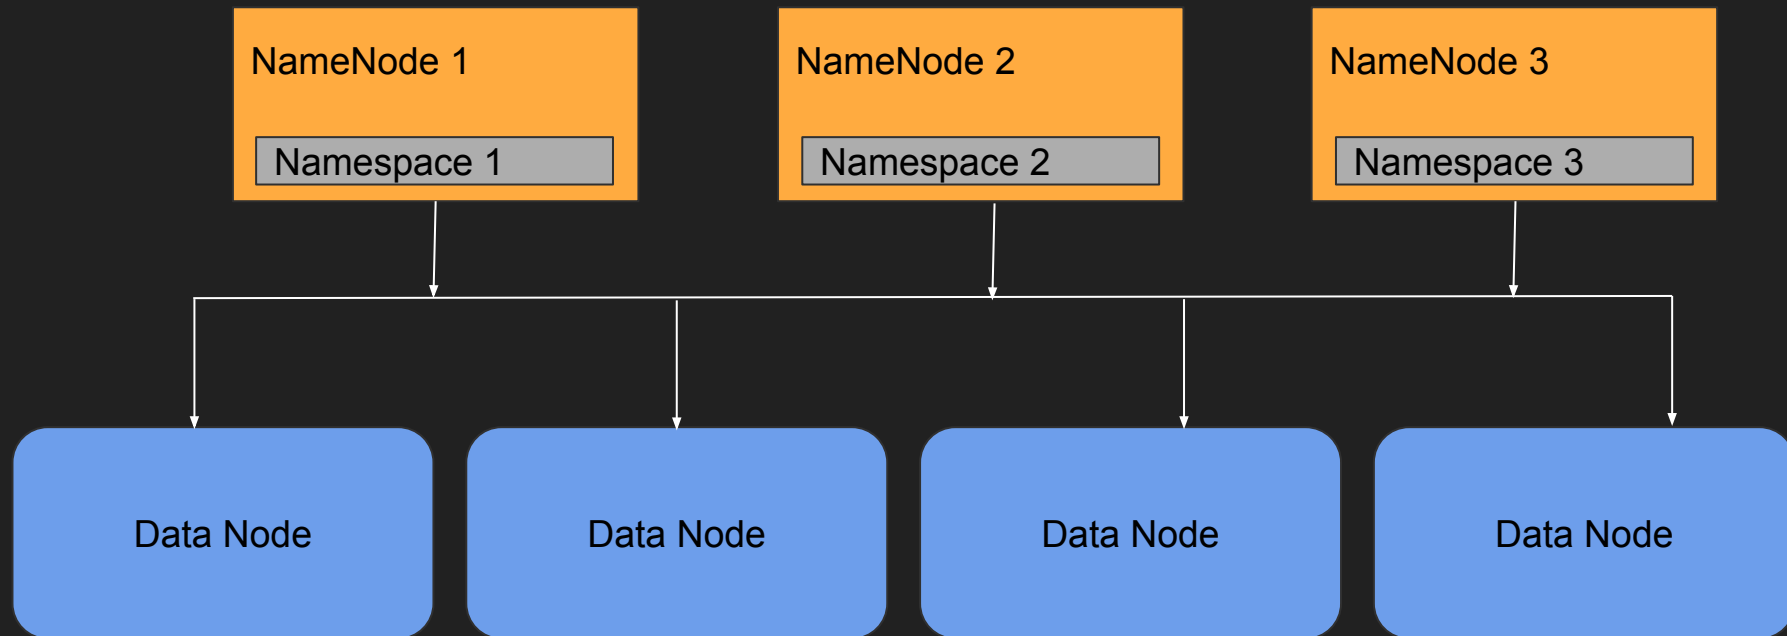 NameNode 1
Namespace 1
NameNode 2
Namespace 2
NameNode 3
Namespace 3
Data Node
Data Node
Data Node
Data Node